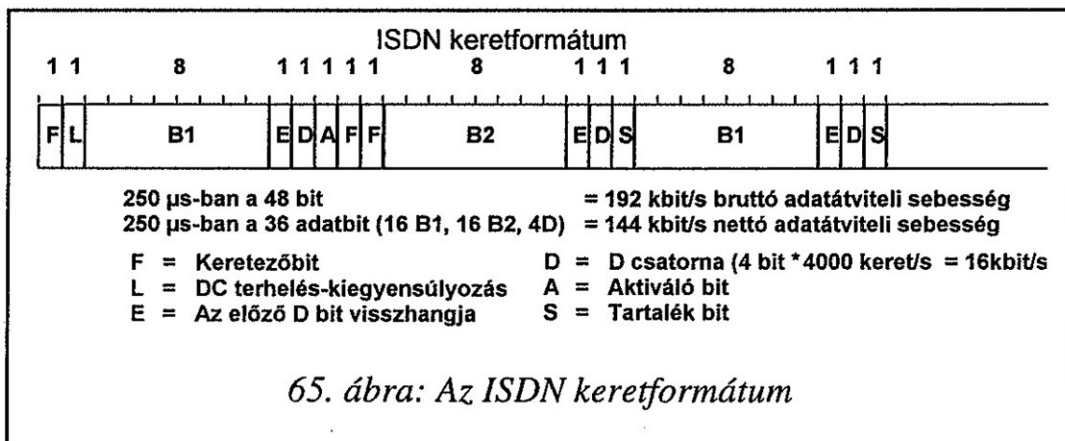 ISDN keretformátum
1 1 8 1 1 1 1 1 8 1 1 1 8 1 1 1
F L B1 E D A F F B2 E D S B1 E D S
250 µs-ban a 48 bit = 192 kbit/s bruttó adatátviteli sebesség
250 µs-ban a 36 adatbit (16 B1, 16 B2, 4D) = 144 kbit/s nettó adatátviteli sebesség
F = Keretezőbit D = D csatorna (4 bit *4000 keret/s = 16kbit/s
L = DC terhelés-kiegyensúlyozás A = Aktiváló bit
E = Az előző D bit visszhangja S = Tartalék bit
65. ábra: Az ISDN keretformátum